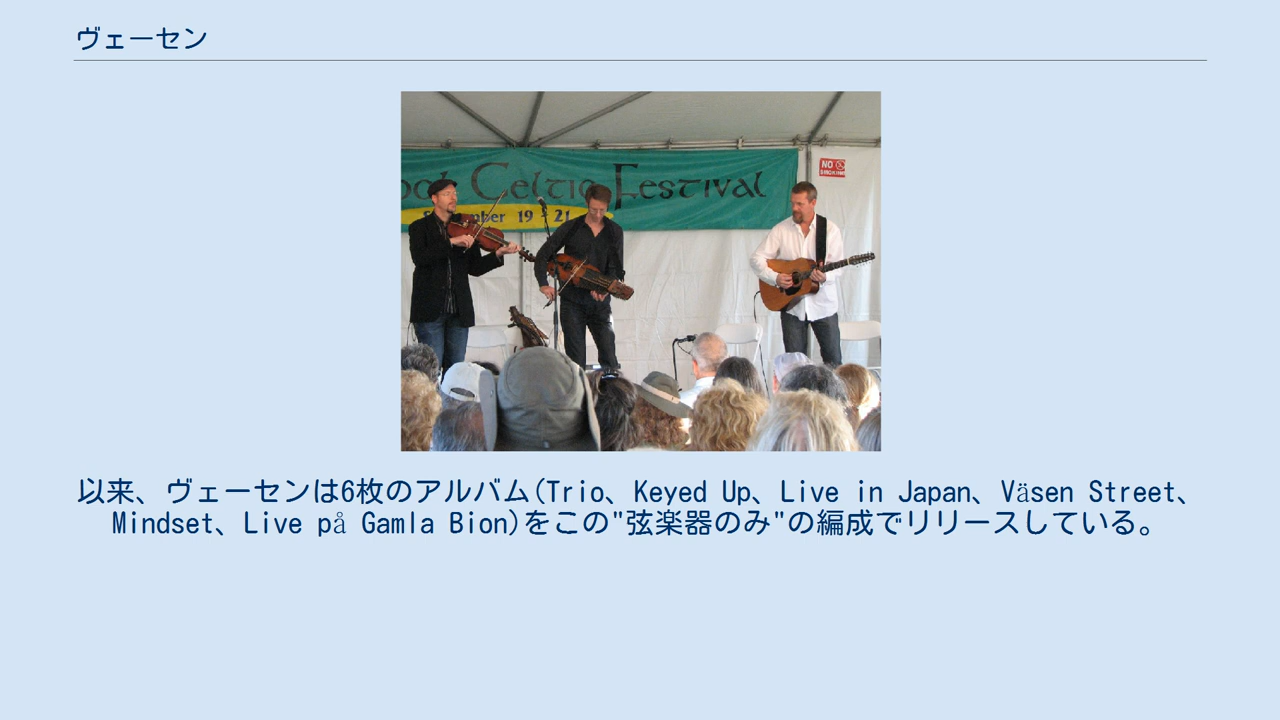 ヴェーセン
Celtic Festival
19 - 21
NO
以来、ヴェーセンは6枚のアルバム(Trio、Keyed Up、Live in Japan、Väsen Street、
Mindset、Live på Gamla Bion)をこの"弦楽器のみ"の編成でリリースしている。